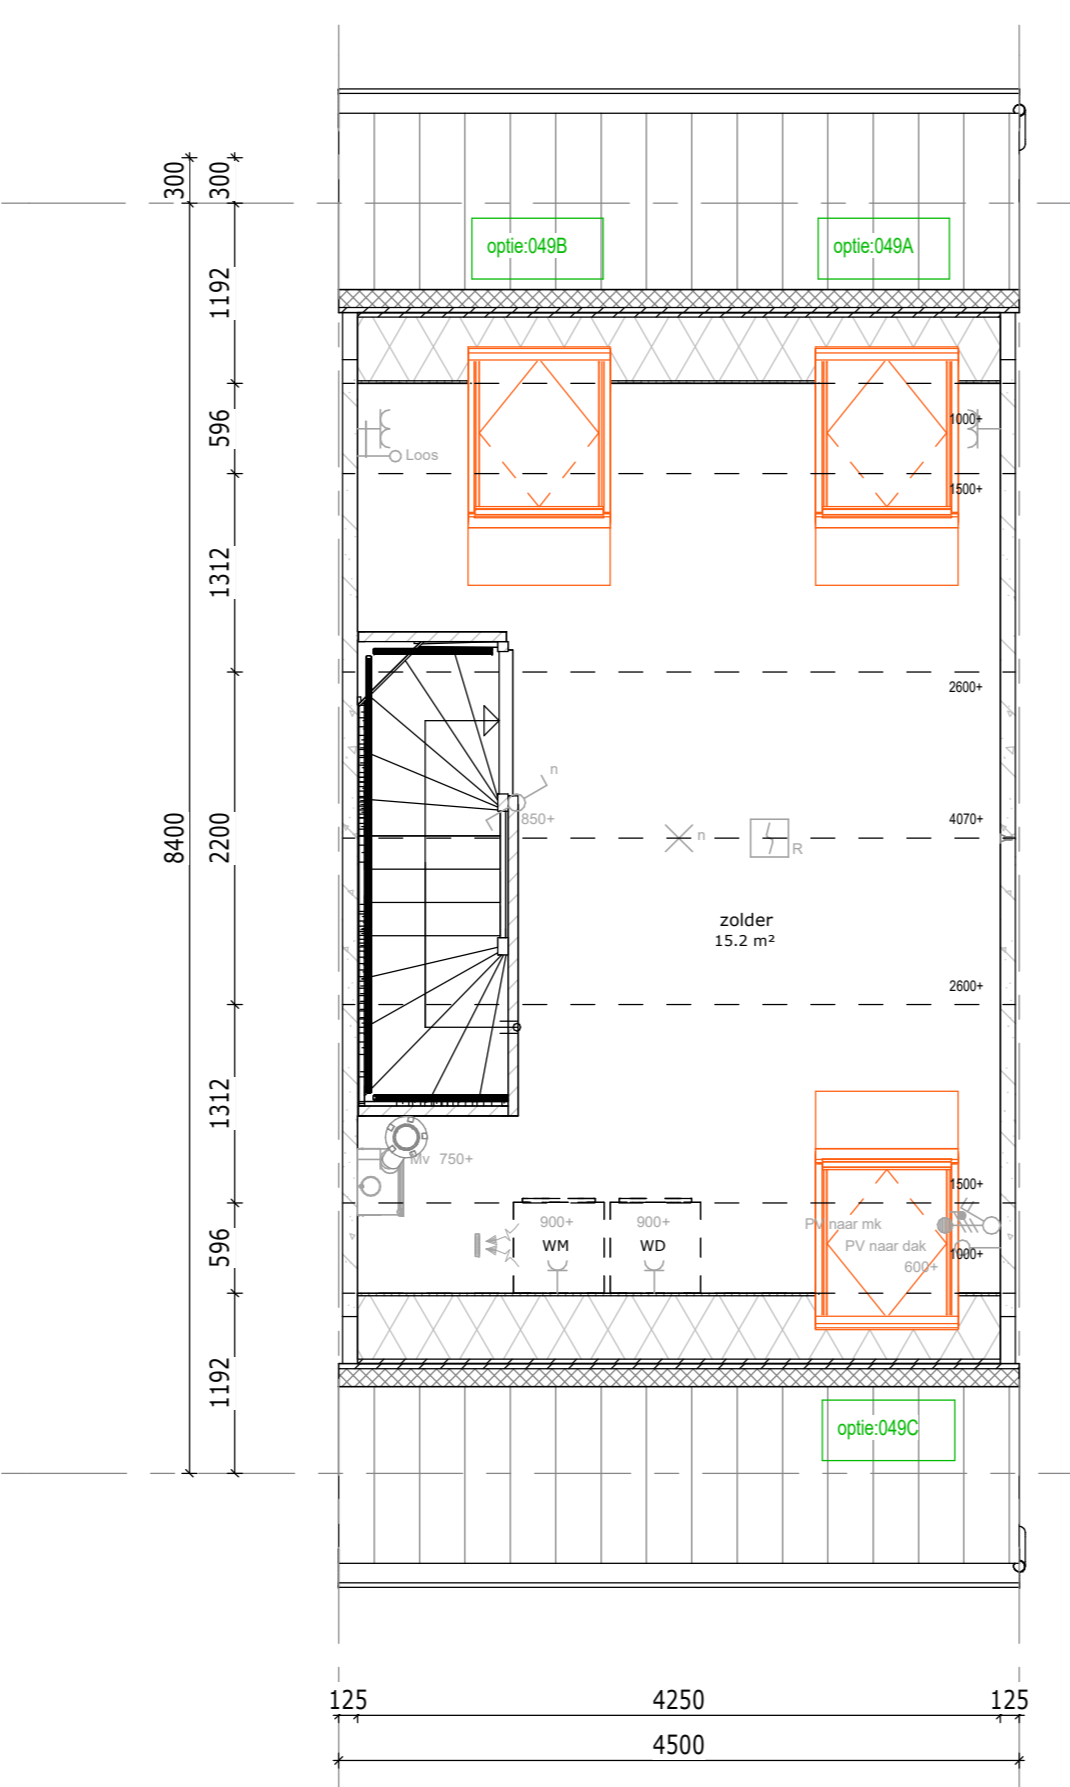 300
300
optie:049B
optie:049A
1192
596
1000+
Loos
1500+
1312
2600+
n
850+
4070+
n
R
8400
2200
zolder
15.2 m²
2600+
1312
Mv 750+
1500+
900+
900+
PV naar mk
WM
WD
PV naar dak
1000+
600+
596
1192
optie:049C
125
4250
125
4500